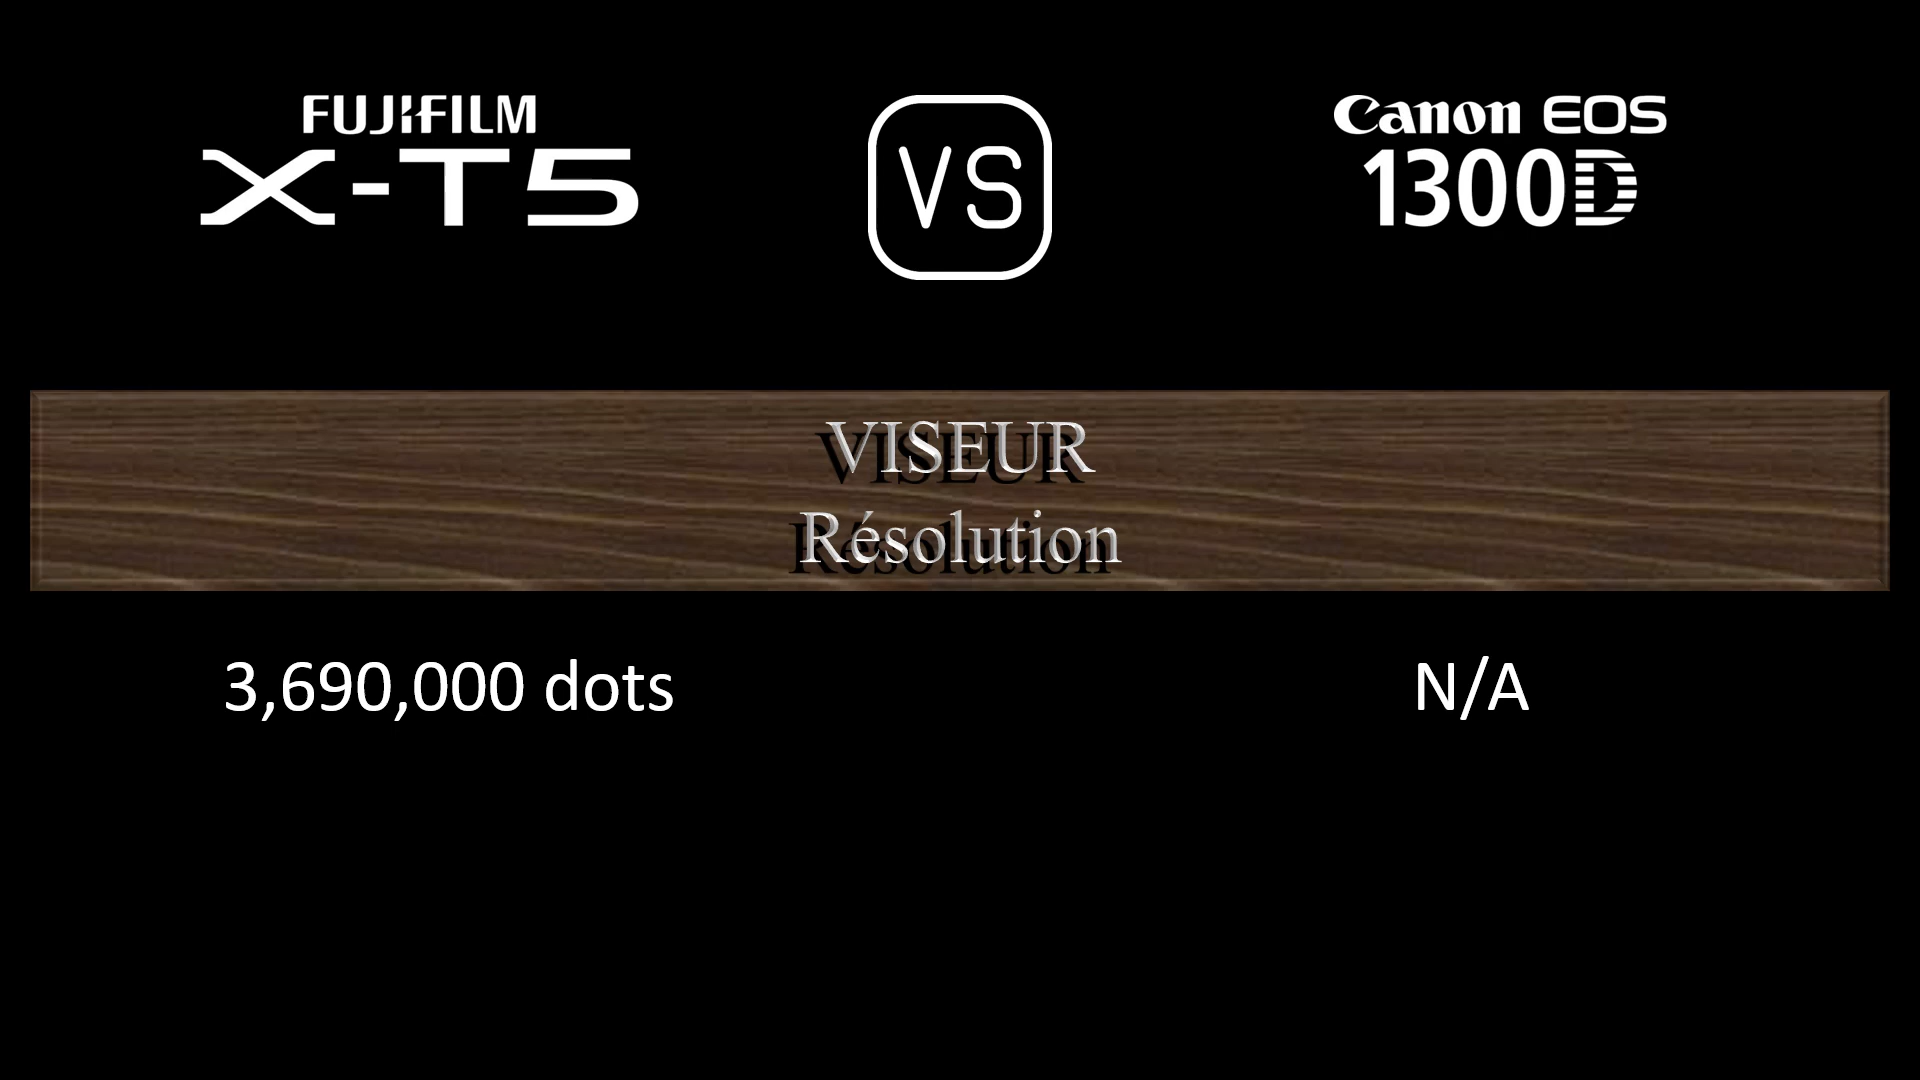 FUJIFILM
X-T5
VS
Canon EOS
1300D
VISEUR
Résolution
3,690,000 dots
N/A